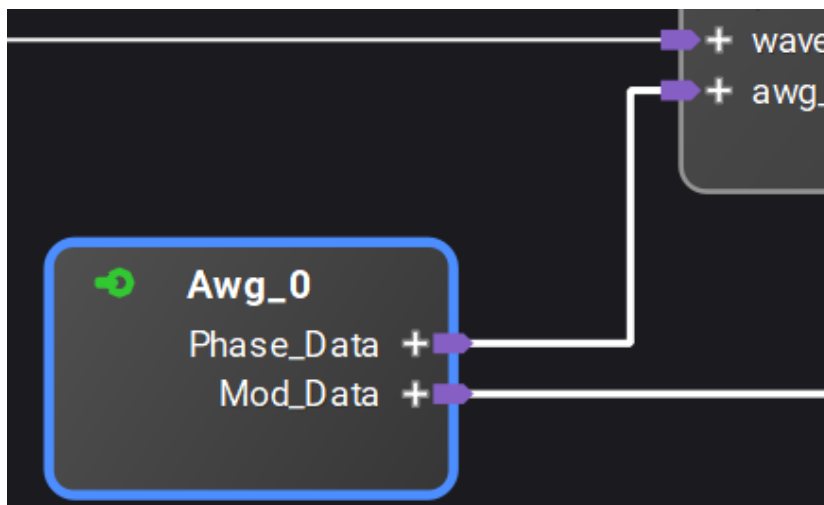 + wave
+ awg_
Awg_0
Phase_Data +
Mod_Data +